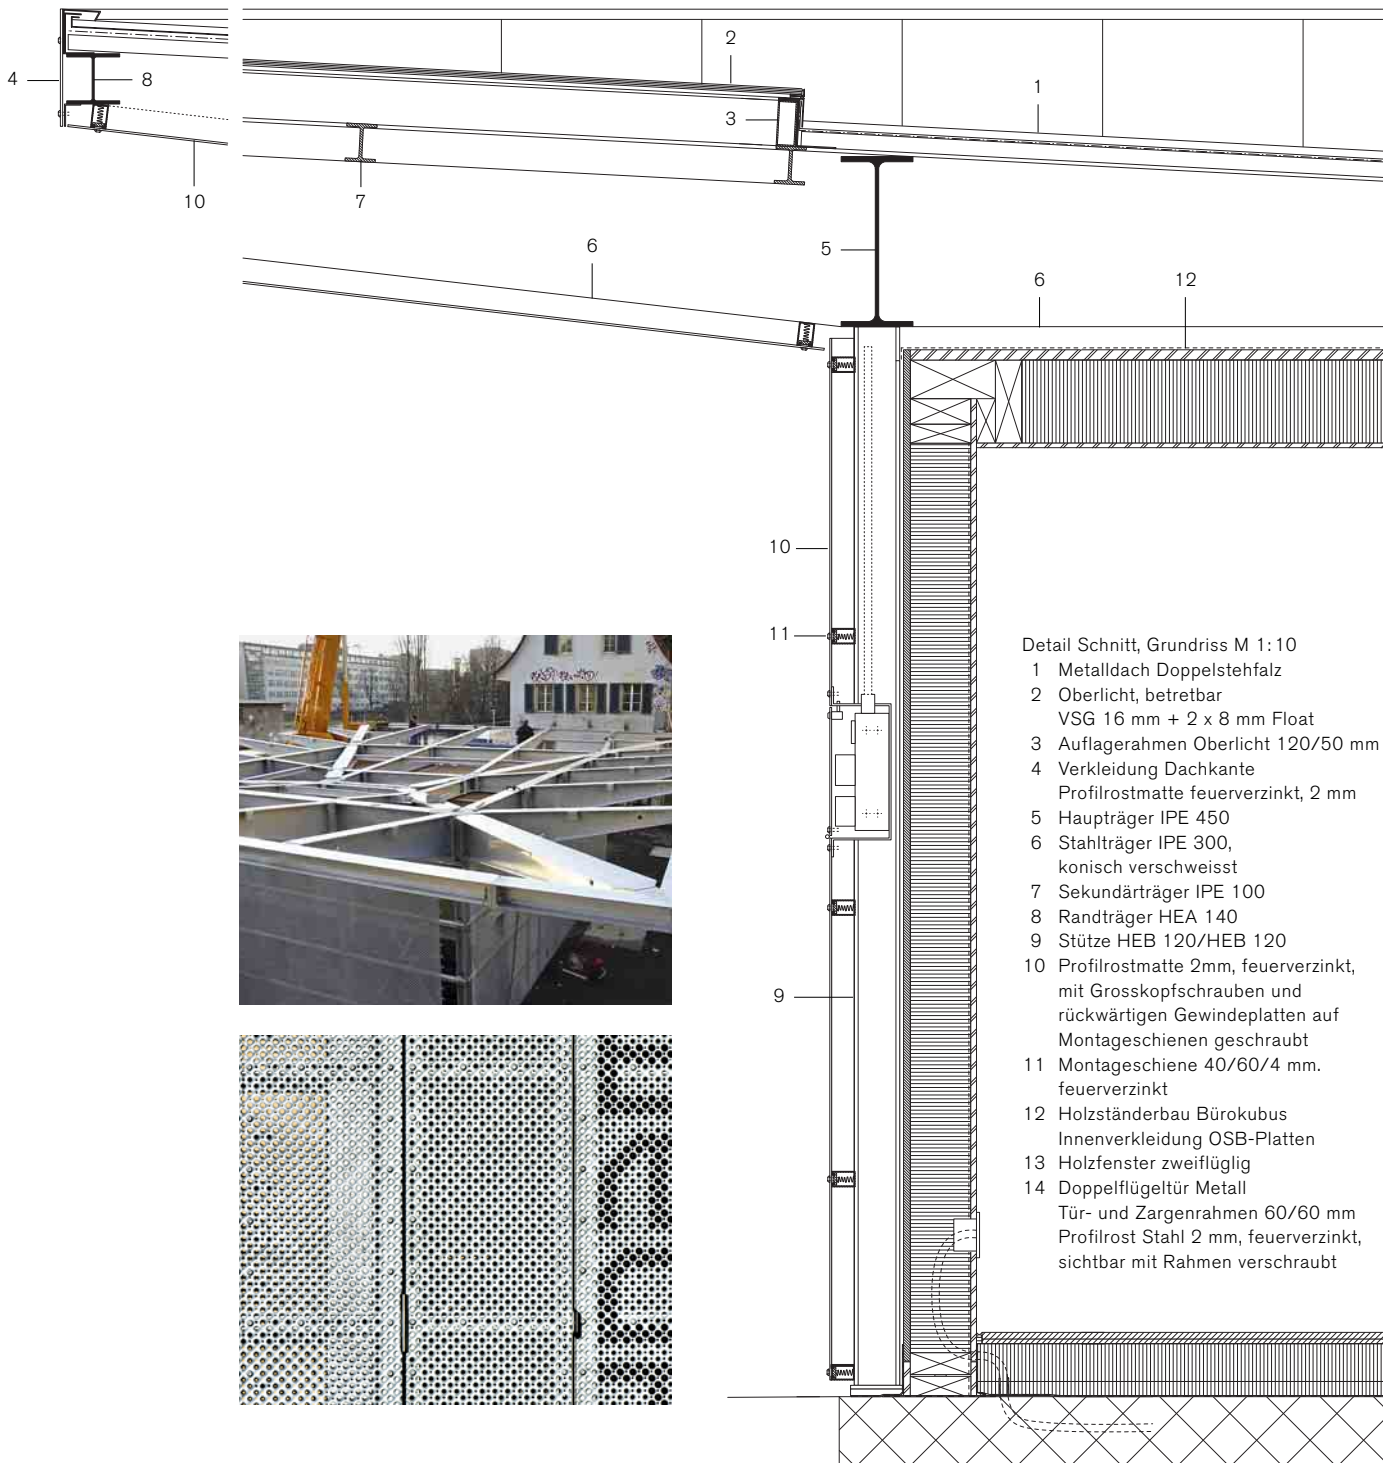 2
1
4
8
3
10
7
6
5
6
12
10
11
9
Detail Schnitt, Grundriss M 1:10
1 Metalldach Doppelstehfalz
2 Oberlicht, betretbar
VSG 16 mm + 2 x 8 mm Float
3 Auflagerahmen Oberlicht 120/50 mm
4 Verkleidung Dachkante
Profilrostmatte feuerverzinkt, 2 mm
5 Haupträger IPE 450
6 Stahlträger IPE 300,
konisch verschweisst
7 Sekundärträger IPE 100
8 Randträger HEA 140
9 Stütze HEB 120/HEB 120
10 Profilrostmatte 2mm, feuerverzinkt,
mit Grosskopfschrauben und
rückwärtigen Gewindeplatten auf
Montageschienen geschraubt
11 Montageschiene 40/60/4 mm.
feuerverzinkt
12 Holzständerbau Bürokubus
Innenverkleidung OSB-Platten
13 Holzfenster zweiflüglig
14 Doppelflügeltür Metall
Tür- und Zargenrahmen 60/60 mm
Profilrost Stahl 2 mm, feuerverzinkt,
sichtbar mit Rahmen verschraubt